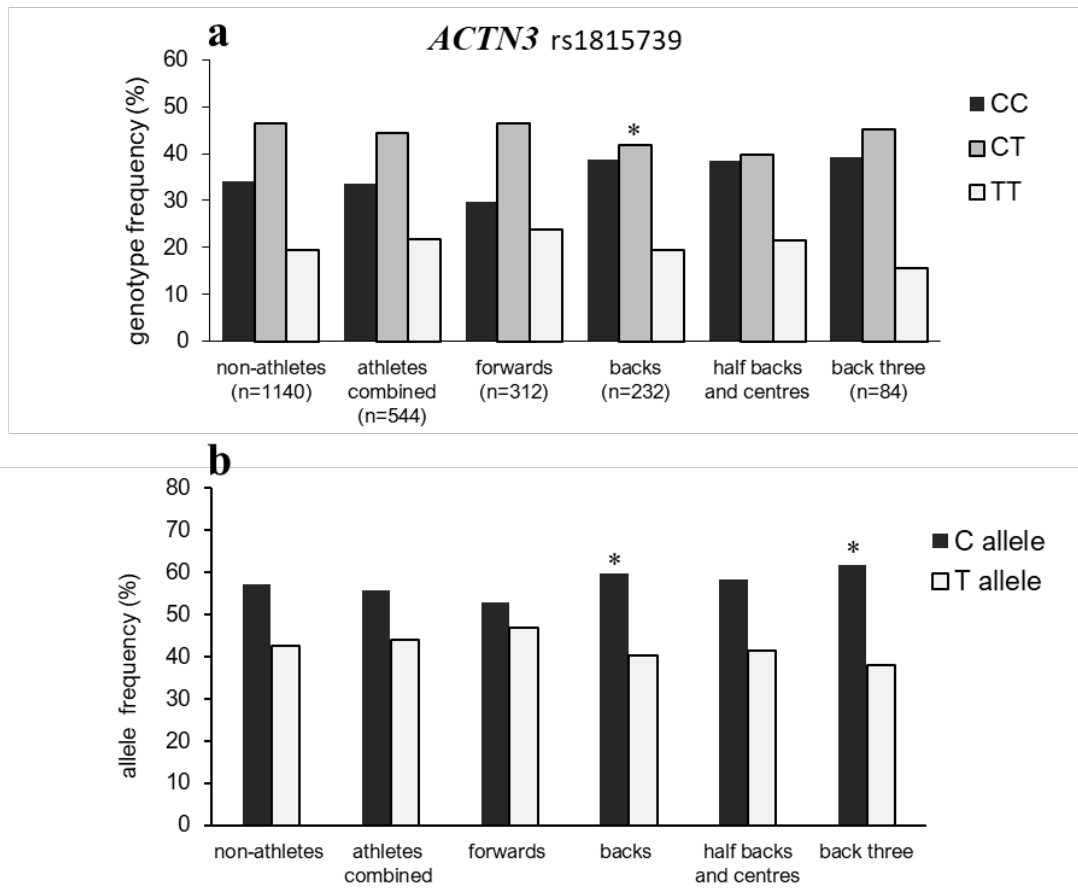 a
ACTN3 rs1815739
genotype frequency (%)
60
50
40
30
20
10
0
*
CC
CT
TT
non-athletes
(n=1140)
athletes
combined
(n=544)
forwards
(n=312)
backs
(n=232)
half backs
and centres
back three
(n=84)
b
allele frequency (%)
80
70
60
50
40
30
20
10
0
*
*
C allele
T allele
non-athletes
athletes
combined
forwards
backs
half backs
and centres
back three